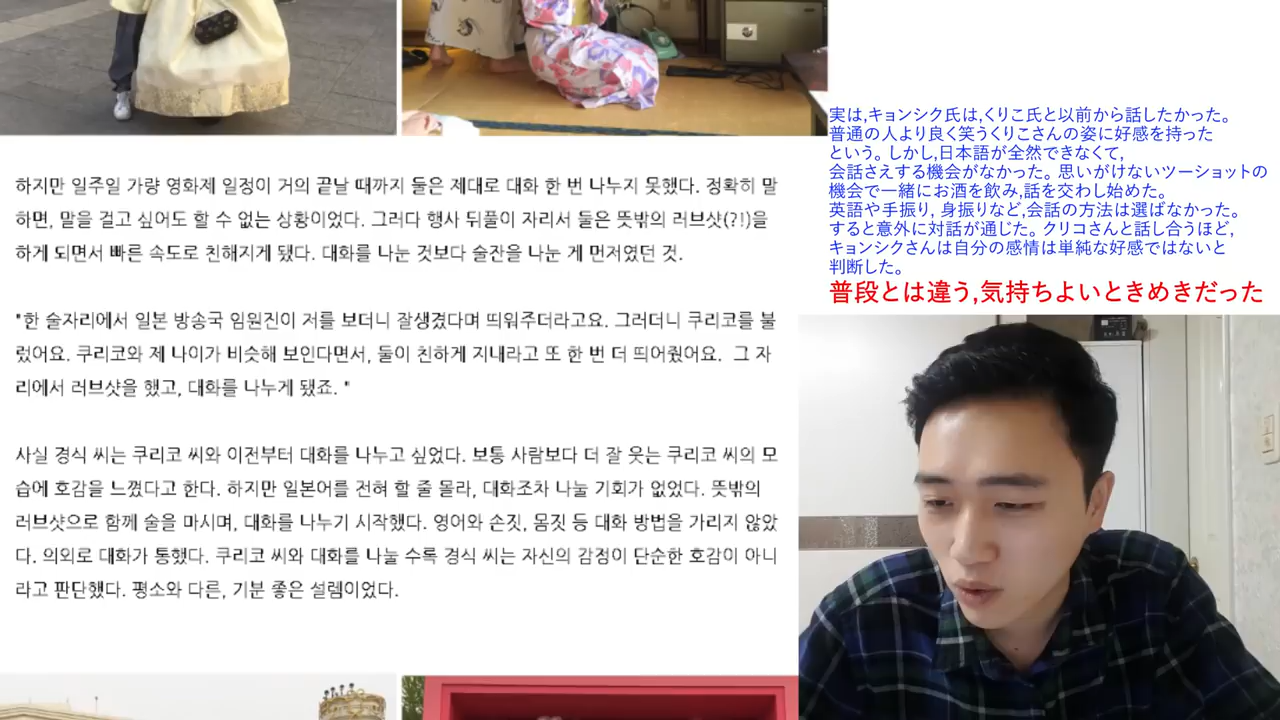 하지만 일주일 가량 영화제 일정이 거의 끝날 때까지 둘은 제대로 대화 한 번 나누지 못했다. 정확히 말
하면, 말을 걸고 싶어도 할 수 없는 상황이었다. 그러다 행사 뒤풀이 자리서 둘은 뜻밖의 러브샷(?!)을
하게 되면서 빠른 속도로 친해지게 됐다. 대화를 나눈 것보다 술잔을 나눈 게 먼저였던 것.
"한 술자리에서 일본 방송국 임원진이 저를 보더니 잘생겼다며 띄워주더라고요. 그러더니 쿠리코를 불
렀어요. 쿠리코와 제 나이가 비슷해 보인다면서, 둘이 친하게 지내라고 또 한 번 더 띄어줬어요. 그 자
리에서 러브샷을 했고, 대화를 나누게 됐죠. "
사실 경식 씨는 쿠리코 씨와 이전부터 대화를 나누고 싶었다. 보통 사람보다 더 잘 웃는 쿠리코 씨의 모
습에 호감을 느꼈다고 한다. 하지만 일본어를 전혀 할 줄 몰라, 대화조차 나눌 기회가 없었다. 뜻밖의
러브샷으로 함께 술을 마시며, 대화를 나누기 시작했다. 영어와 손짓, 몸짓 등 대화 방법을 가리지 않았
다. 의외로 대화가 통했다. 쿠리코 씨와 대화를 나눌 수록 경식 씨는 자신의 감정이 단순한 호감이 아니
라고 판단했다. 평소와 다른, 기분 좋은 설렘이었다.
実は,キョンシク氏は,くりこ氏と以前から話したかった。
普通の人より良く笑うくりこさんの姿に好感を持った
という。しかし,日本語が全然できなくて,
会話さえする機会がなかった。思いがけないツーショットの
機会で一緒にお酒を飲み,話を交わし始めた。
英語や手振り, 身振りなど,会話の方法は選ばなかった。
すると意外に対話が通じた。クリコさんと話し合うほど,
キョンシクさんは自分の感情は単純な好感ではないと
判断した。
普段とは違う,気持ちよいときめきだった